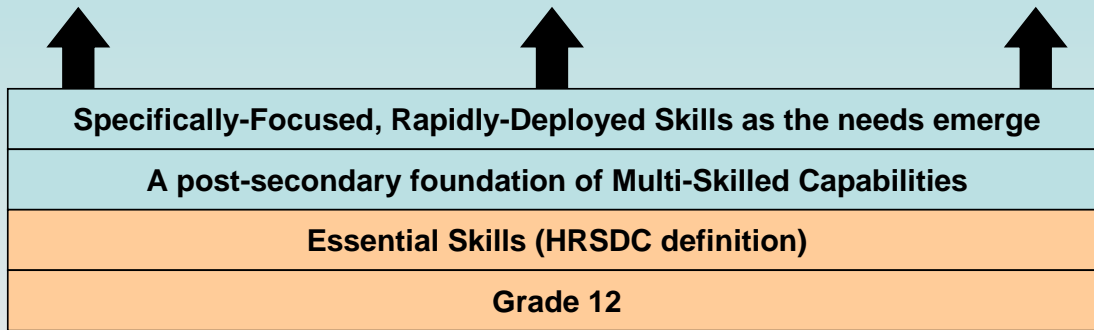 Specifically-Focused, Rapidly-Deployed Skills as the needs emerge
A post-secondary foundation of Multi-Skilled Capabilities
Essential Skills (HRSDC definition)
Grade 12